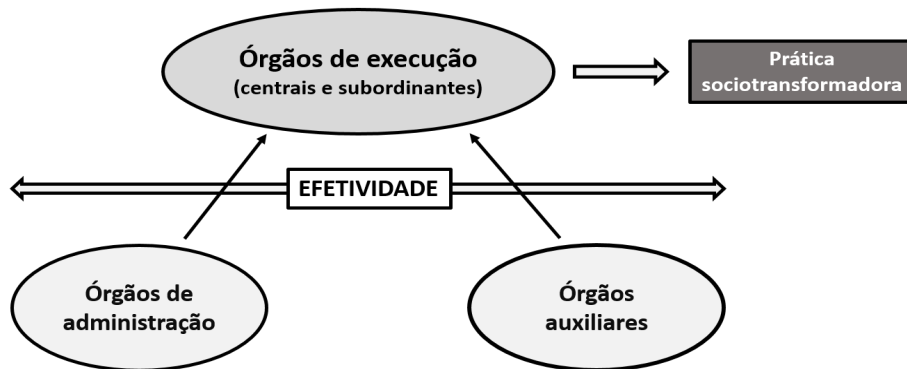 Órgãos de execução
(centrais e subordinantes)
Prática
sociotransformadora
EFETIVIDADE
Órgãos de
administração
Órgãos
auxiliares